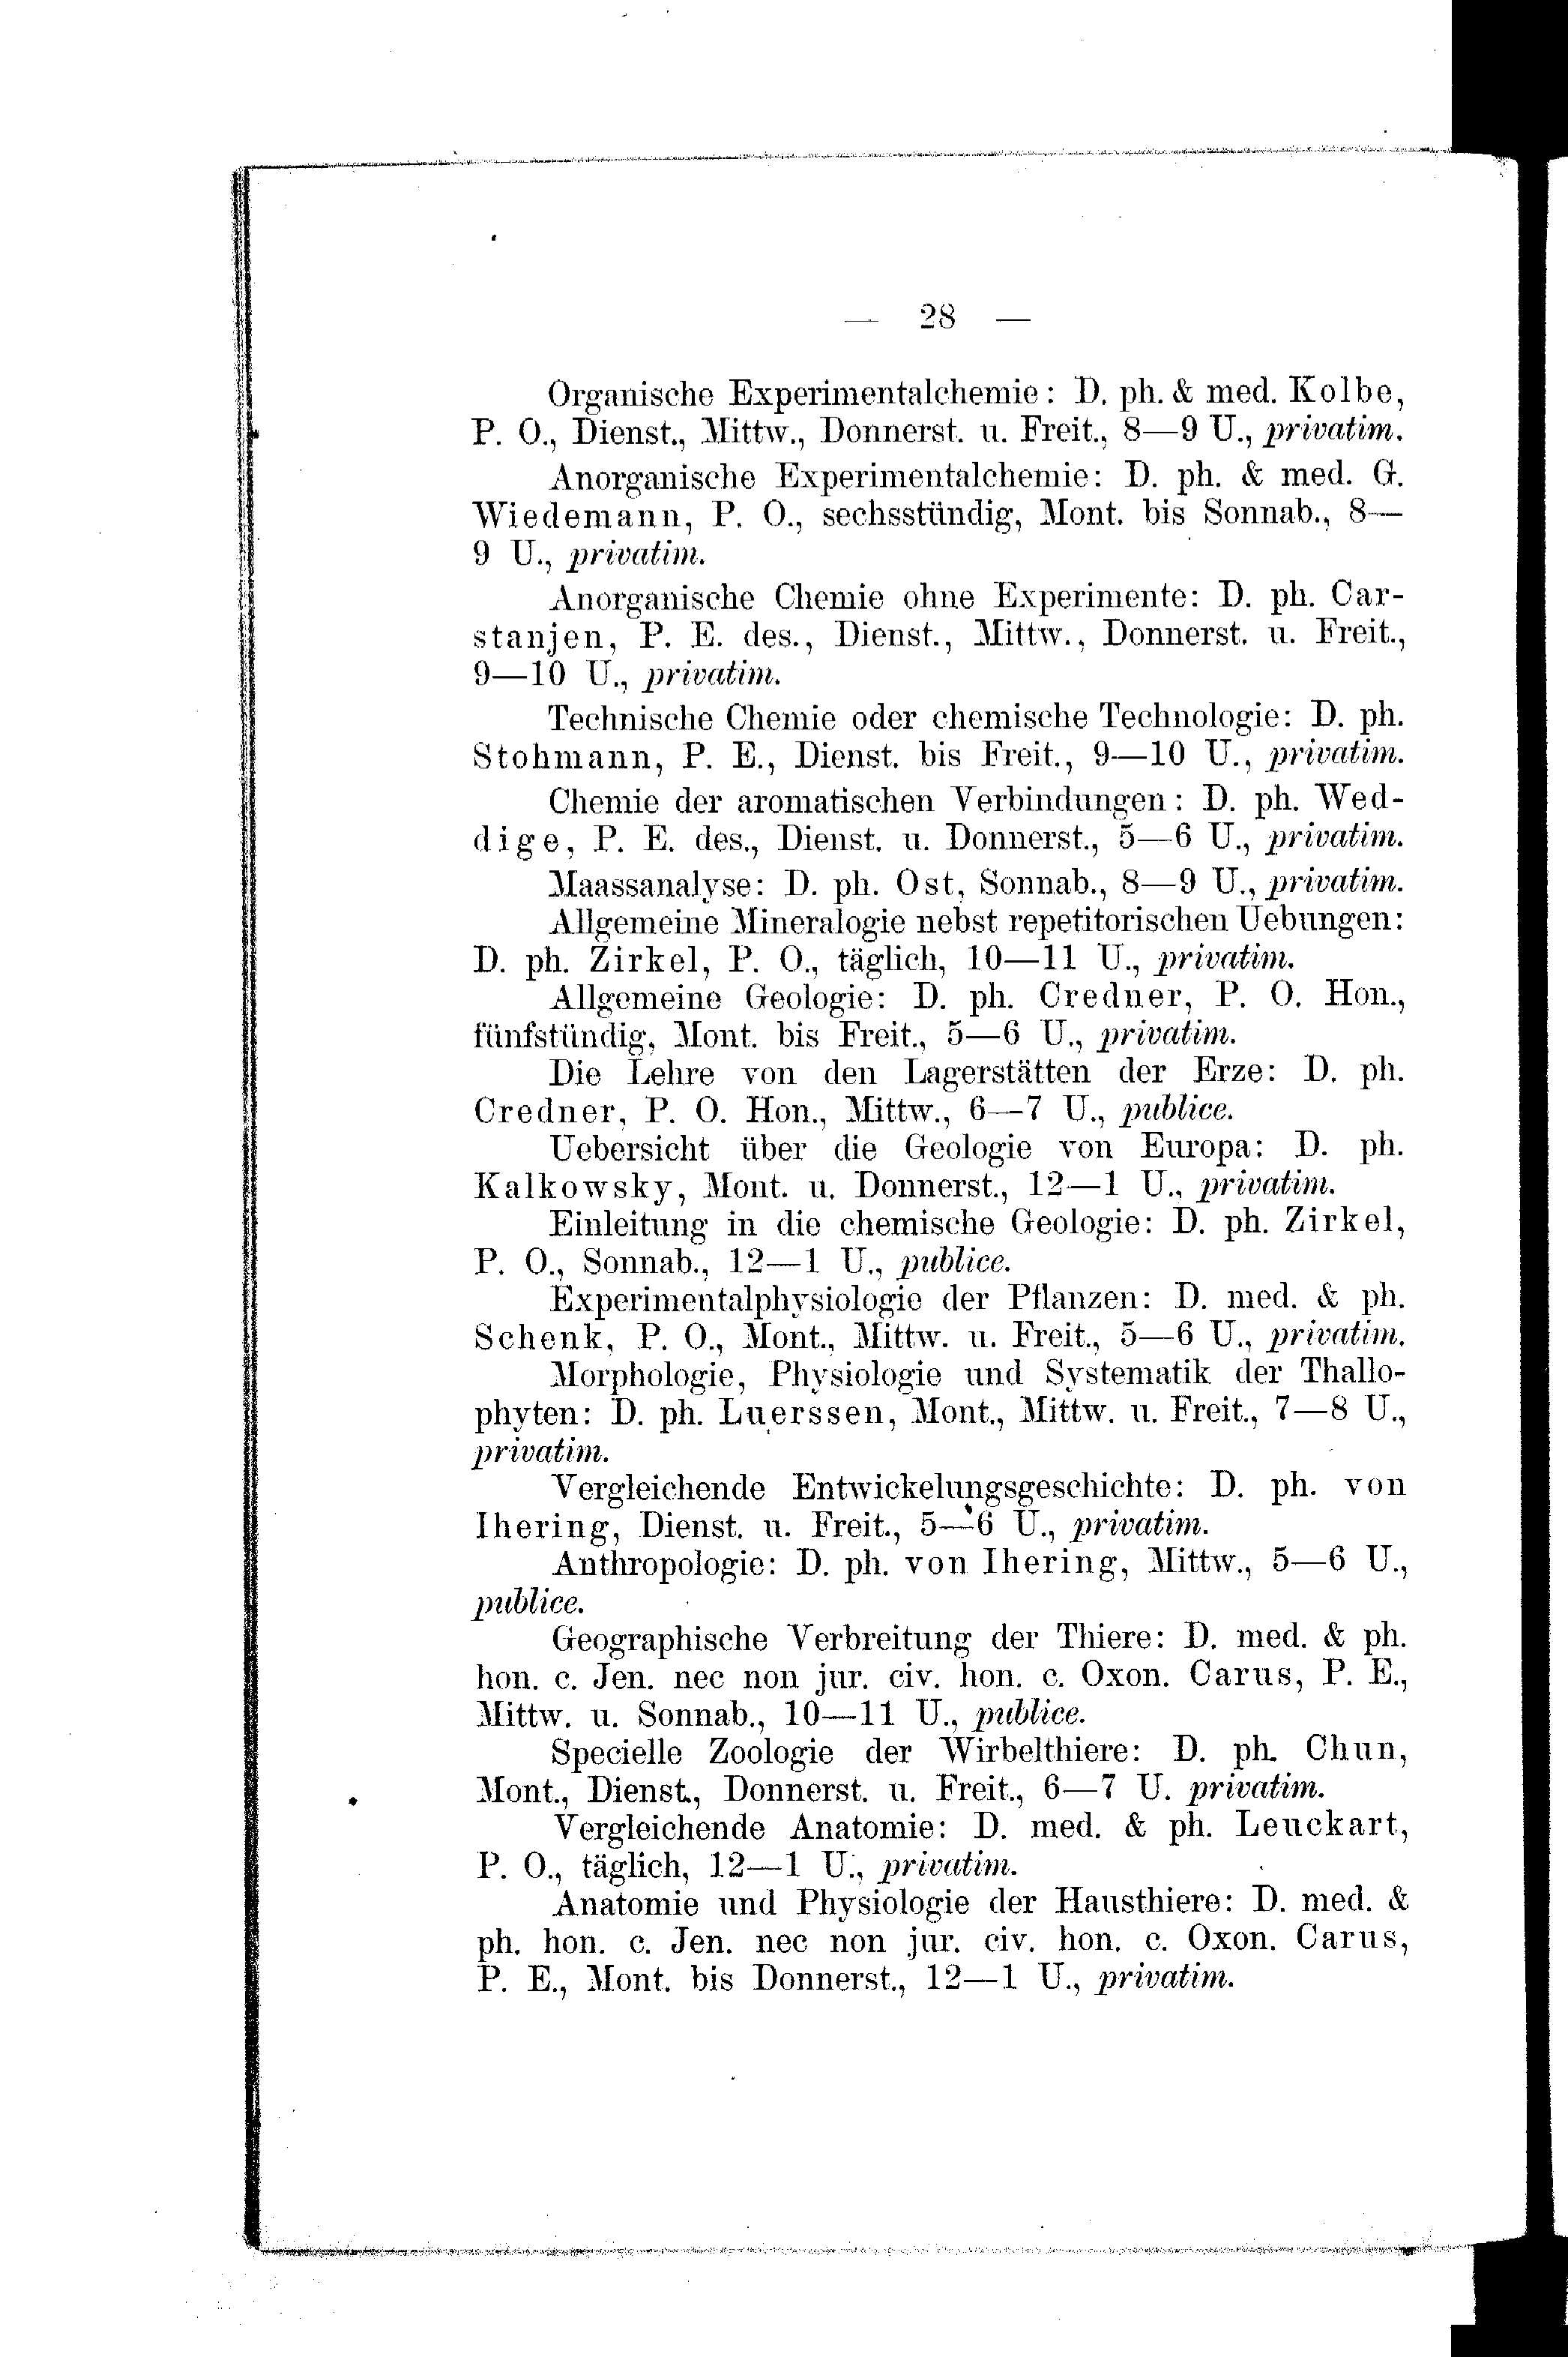 — 28 —
Organische Experimentalchemie: D. ph. & med. Kolbe,
P. O., Dienst., Mittw., Donnerst. u. Freit., 8—9 U., privatim.
Anorganische Experimentalchemie: D. ph. & med. G.
Wiedemann, P. O., sechsstündig, Mont. bis Sonnab., 8—
9 U., privatim.
Anorganische Chemie ohne Experimente: D. ph. Car-
stanjen, P. E. des., Dienst., Mittw., Donnerst. u. Freit.,
9—10 U., privatim.
Technische Chemie oder chemische Technologie: D. ph.
Stohmann, P. E., Dienst. bis Freit., 9—10 U., privatim.
Chemie der aromatischen Verbindungen: D. ph. Wed-
dige, P. E. des., Dienst. u. Donnerst., 5—6 U., privatim.
Maassanalyse: D. ph. Ost, Sonnab., 8—9 U., privatim.
Allgemeine Mineralogie nebst repetitorischen Uebungen:
D. ph. Zirkel, P. O., täglich, 10—11 U., privatim.
Allgemeine Geologie: D. ph. Credner, P. O. Hon.,
fünfstündig, Mont. bis Freit., 5—6 U., privatim.
Die Lehre von den Lagerstätten der Erze: D. ph.
Credner, P. O. Hon., Mittw., 6—7 U., publice.
Uebersicht über die Geologie von Europa: D. ph.
Kalkowsky, Mont. u. Donnerst., 12—1 U., privatim.
Einleitung in die chemische Geologie: D. ph. Zirkel,
P. O., Sonnab., 12—1 U., publice.
Experimentalphysiologie der Pflanzen: D. med. & ph.
Schenk, P. O., Mont., Mittw. u. Freit., 5—6 U., privatim.
Morphologie, Physiologie und Systematik der Thallo-
phyten: D. ph. Luerssen, Mont., Mittw. u. Freit., 7—8 U.,
privatim.
Vergleichende Entwickelungsgeschichte: D. ph. von
Ihering, Dienst. u. Freit., 5—6 U., privatim.
Anthropologie: D. ph. von Ihering, Mittw., 5—6 U.,
publice.
Geographische Verbreitung der Thiere: D. med. & ph.
hon. c. Jen. nec non jur. civ. hon. c. Oxon. Carus, P. E.,
Mittw. u. Sonnab., 10—11 U., publice.
Specielle Zoologie der Wirbelthiere: D. ph. Chun,
Mont., Dienst., Donnerst. u. Freit., 6—7 U. privatim.
Vergleichende Anatomie: D. med. & ph. Leuckart,
P. O., täglich, 12—1 U., privatim.
Anatomie und Physiologie der Hausthiere: D. med. &
ph. hon. c. Jen. nec non jur. civ. hon. c. Oxon. Carus,
P. E., Mont. bis Donnerst., 12—1 U., privatim.